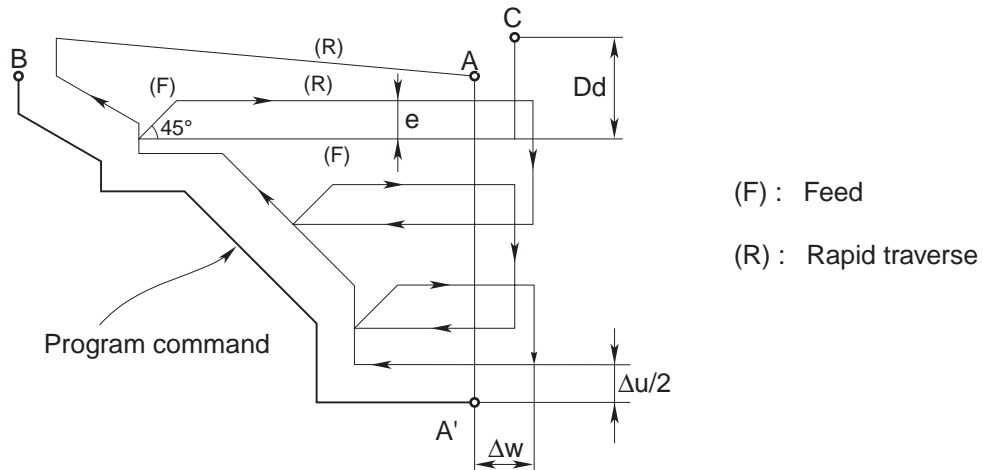 C
B
(R)
A
(F)
(R)
Dd
45°
e
(F)
(F) : Feed
(R) : Rapid traverse
Program command
Δu/2
A'
Δw